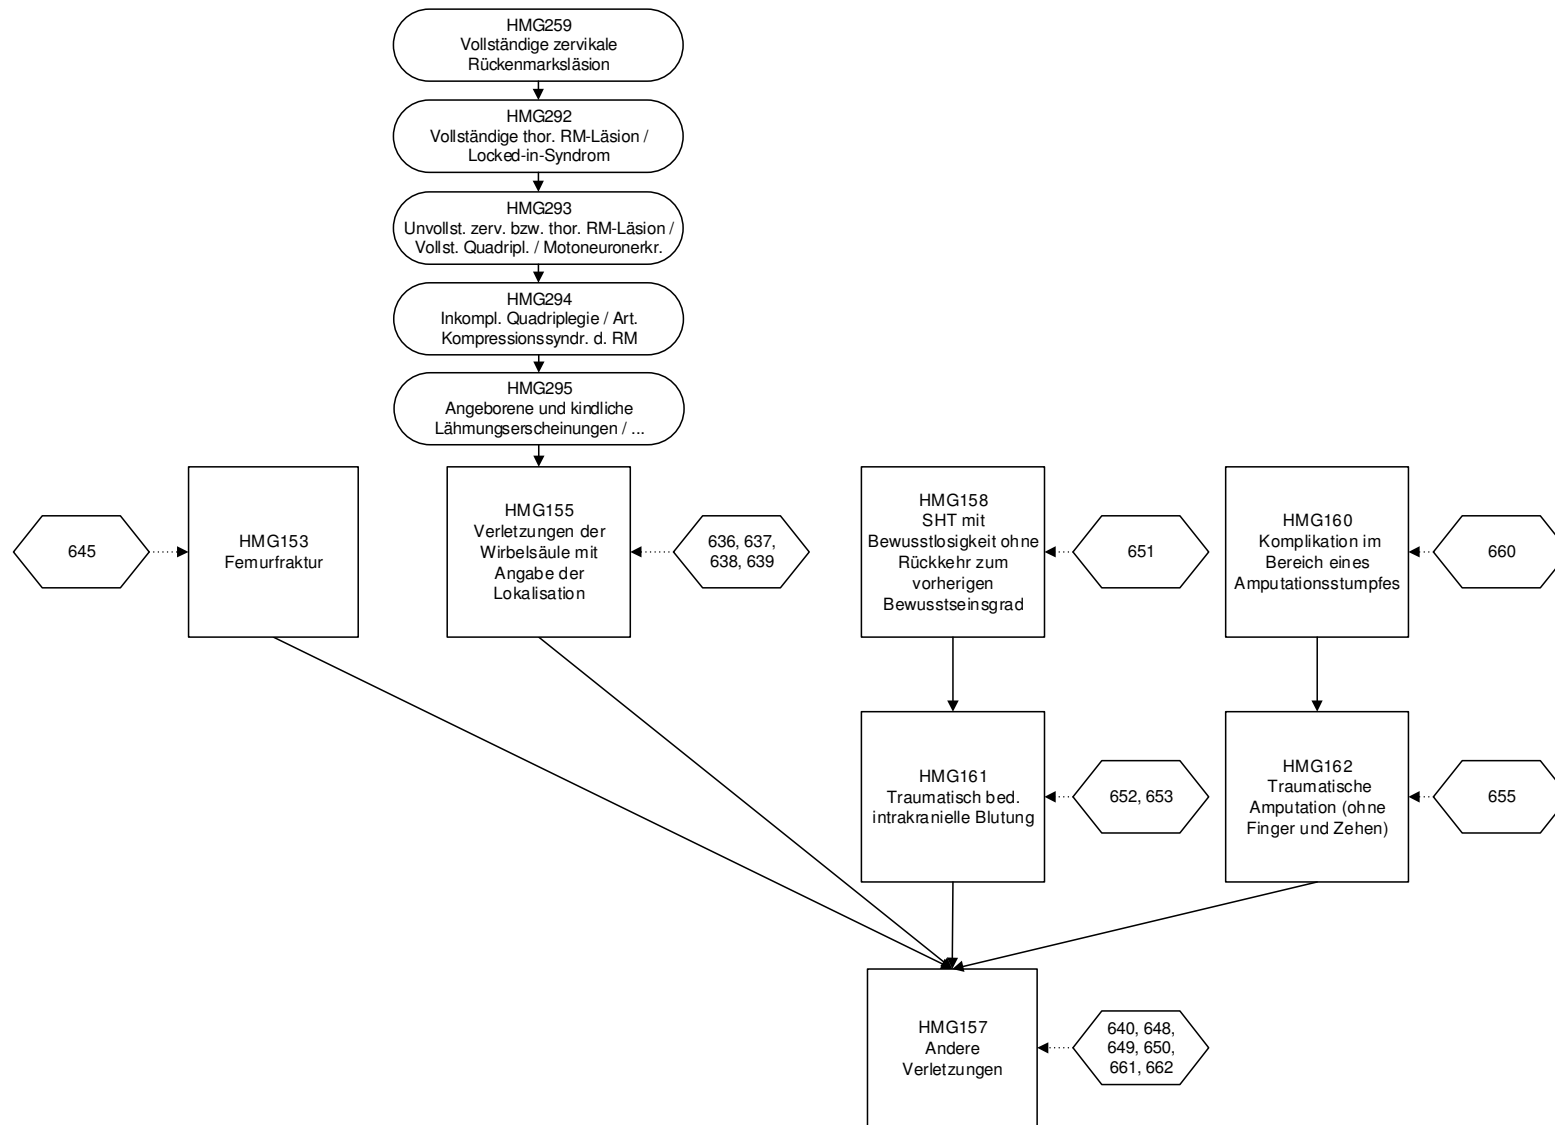 HMG259
Vollständige zervikale
Rückenmarksläsion
HMG292
Vollständige thor. RM-Läsion /
Locked-in-Syndrom
HMG293
Unvollst. zerv. bzw. thor. RM-Läsion /
Vollst. Quadripl. / Motoneuronerkr.
HMG294
Inkompl. Quadriplegie / Art.
Kompressionssyndr. d. RM
HMG295
Angeborene und kindliche
Lähmungserscheinungen / ...
645
HMG153
Femurfraktur
HMG155
Verletzungen der
Wirbelsäule mit
Angabe der
Lokalisation
636, 637,
638, 639
HMG158
SHT mit
Bewusstlosigkeit ohne
Rückkehr zum
vorherigen
Bewusstseinsgrad
651
HMG160
Komplikation im
Bereich eines
Amputationsstumpfes
660
HMG161
Traumatisch bed.
intrakranielle Blutung
652, 653
HMG162
Traumatische
Amputation (ohne
Finger und Zehen)
655
HMG157
Andere
Verletzungen
640, 648,
649, 650,
661, 662